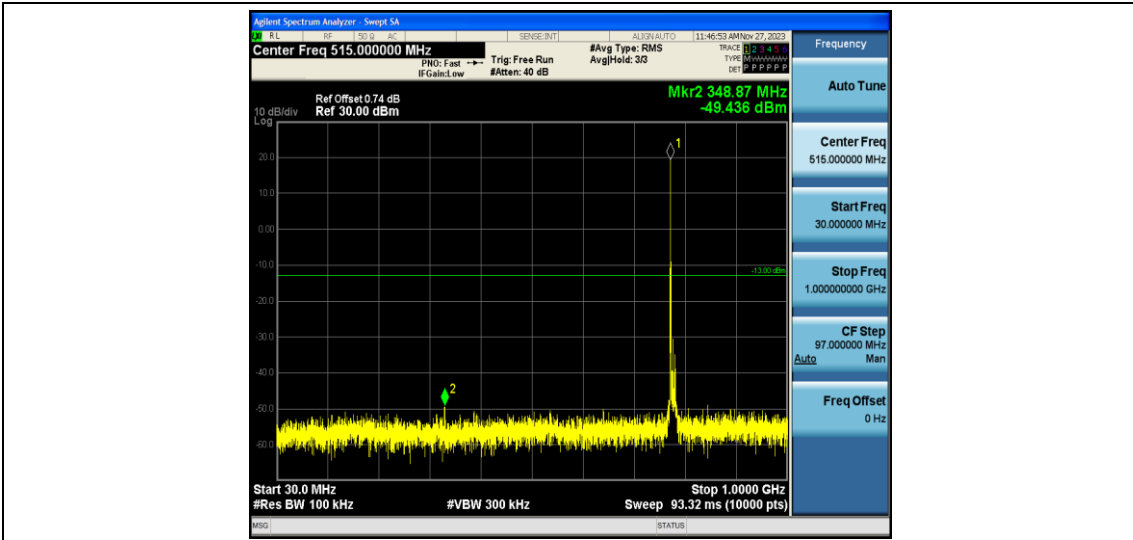 Agilent Spectrum Analyzer - Swept SA
LXI RL RF 50 Ω AC SENSE:INT ALIGN AUTO 11:46:53 AM Nov 27, 2023
Center Freq 515.000000 MHz
PNO: Fast
IFGain:Low
Trig: Free Run
#Atten: 40 dB
#Avg Type: RMS
Avg|Hold: 3/3
TRACE 1 2 3 4 5 6
TYPE MWWWWW
DET P P P P P P
Ref Offset 0.74 dB
10 dB/div Ref 30.00 dBm
Log
Mkr2 348.87 MHz
-49.436 dBm
1
20.0
10.0
0.00
-10.0
-13.00 dBm
-20.0
-30.0
-40.0
2
-50.0
-60.0
Start 30.0 MHz Stop 1.0000 GHz
#Res BW 100 kHz #VBW 300 kHz Sweep 93.32 ms (10000 pts)
MSG STATUS
Frequency
Auto Tune
Center Freq
515.000000 MHz
Start Freq
30.000000 MHz
Stop Freq
1.000000000 GHz
CF Step
97.000000 MHz
Auto Man
Freq Offset
0 Hz